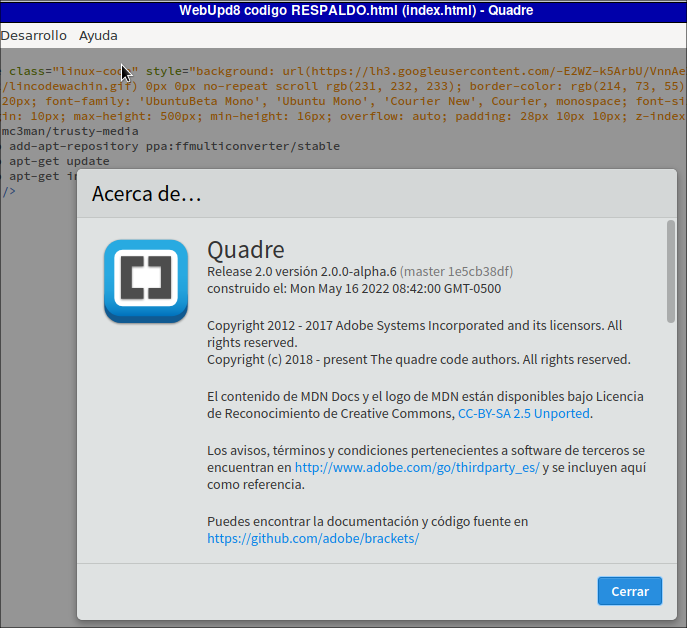 WebUpd8 codigo RESPALDO.html (index.html) - Quadre
Desarrollo Ayuda
class="linux-code" style="background: url(https://lh3.googleusercontent.com/-E2WZ-k5ArbU/VnnAe
/lincodewachin.gif) 0px 0px no-repeat scroll rgb(231, 232, 233); border-color: rgb(214, 73, 55)
20px; font-family: 'UbuntuBeta Mono', 'Ubuntu Mono', 'Courier New', Courier, monospace; font-si
in: 10px; max-height: 500px; min-height: 16px; overflow: auto; padding: 28px 10px 10px; z-index
mc3man/trusty-media
add-apt-repository ppa:ffmulticonverter/stable
apt-get update
apt-get in
/>
Acerca de…
Quadre
Release 2.0 versión 2.0.0-alpha.6 (master 1e5cb38df)
construido el: Mon May 16 2022 08:42:00 GMT-0500
Copyright 2012 - 2017 Adobe Systems Incorporated and its licensors. All
rights reserved.
Copyright (c) 2018 - present The quadre code authors. All rights reserved.
El contenido de MDN Docs y el logo de MDN están disponibles bajo Licencia
de Reconocimiento de Creative Commons, CC-BY-SA 2.5 Unported.
Los avisos, términos y condiciones pertenecientes a software de terceros se
encuentran en http://www.adobe.com/go/thirdparty_es/ y se incluyen aquí
como referencia.
Puedes encontrar la documentación y código fuente en
https://github.com/adobe/brackets/
Cerrar